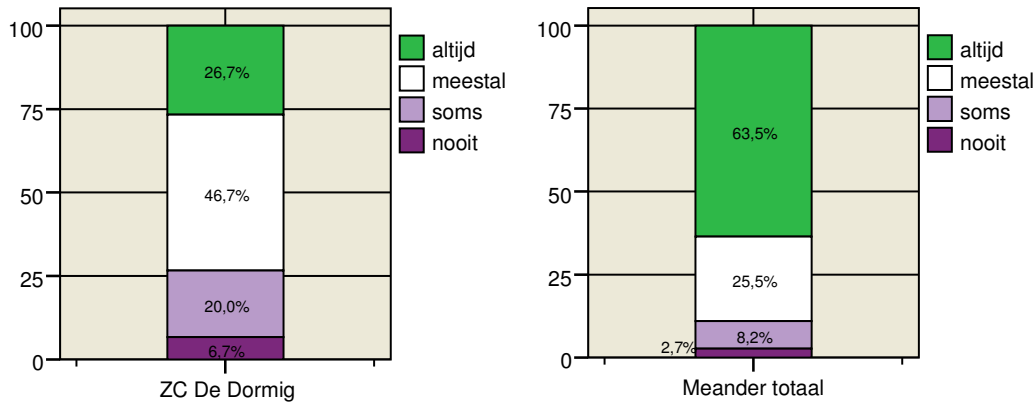 100
75
50
25
0
26,7%
46,7%
20,0%
6,7%
altijd
meestal
soms
nooit
ZC De Dormig
100
75
50
25
0
63,5%
25,5%
8,2%
2,7%
altijd
meestal
soms
nooit
Meander totaal